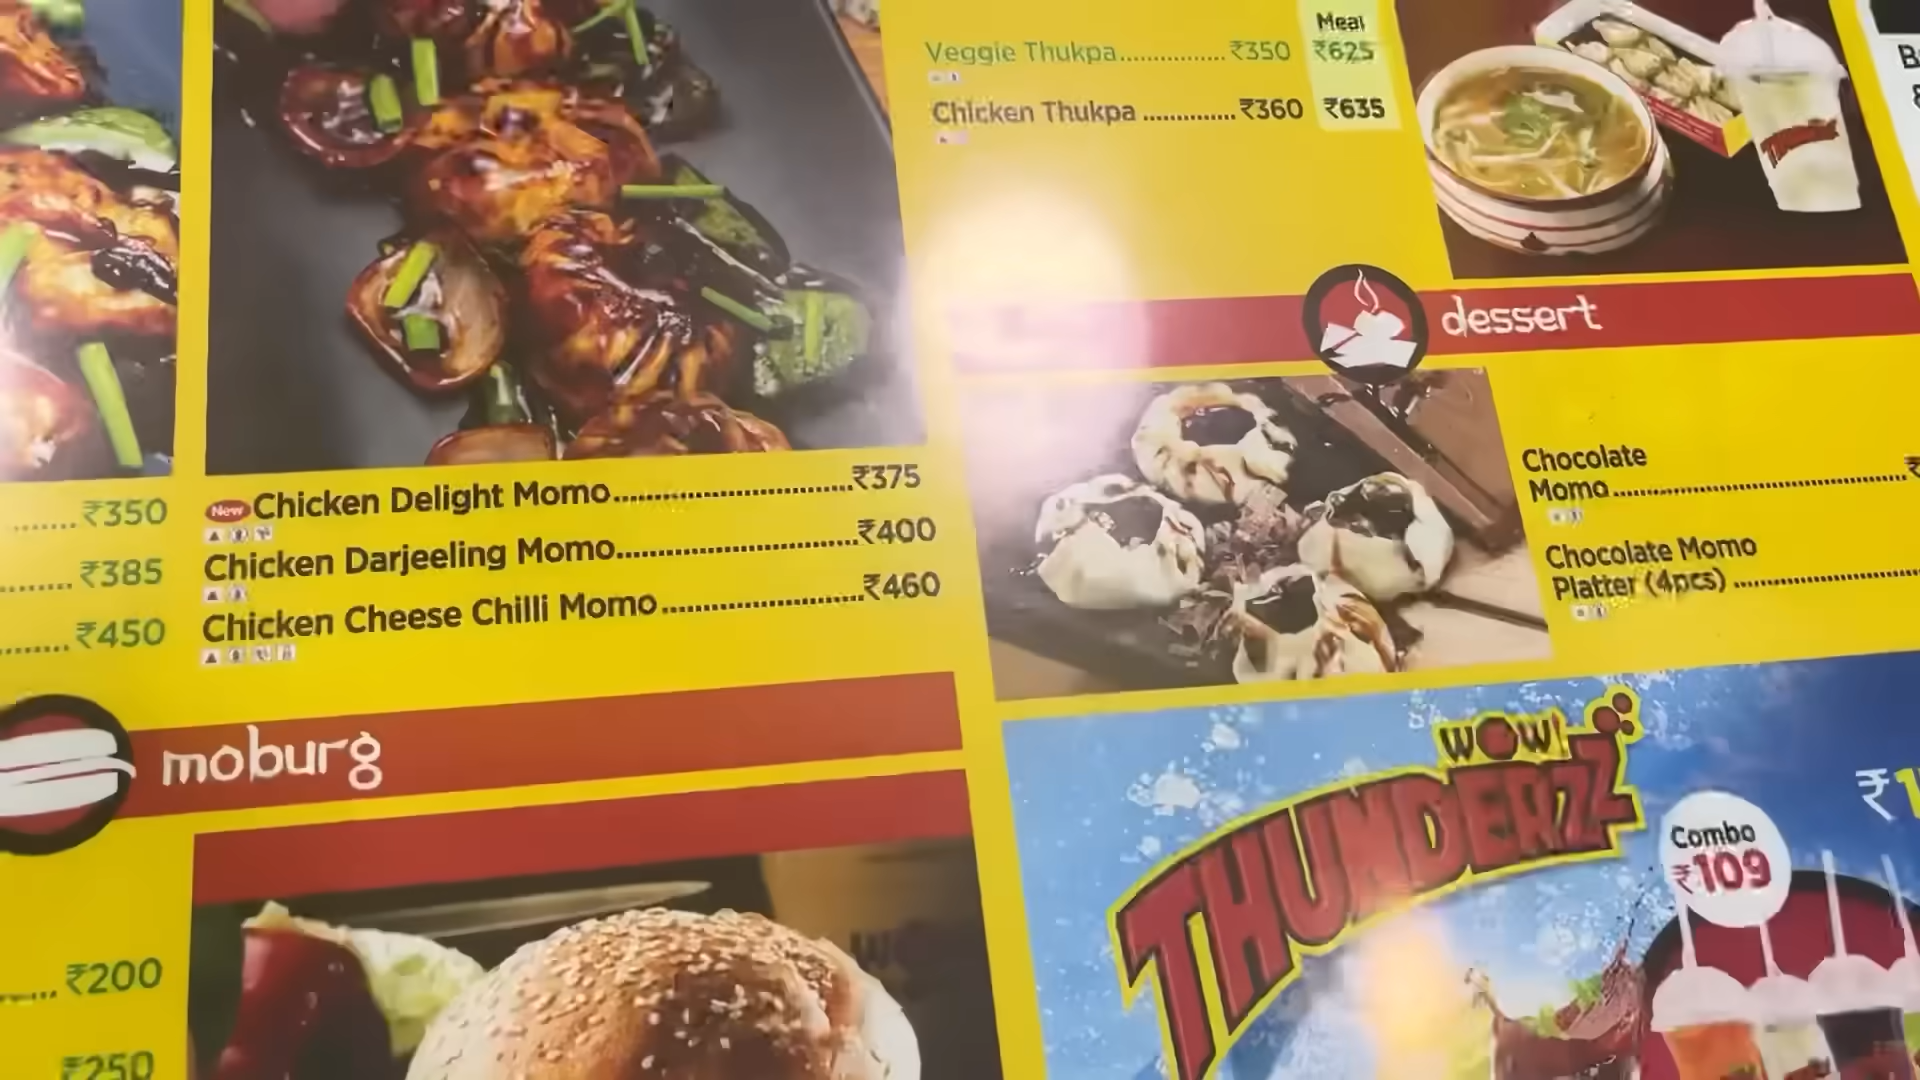 Meal
Veggie Thukpa................₹350 ₹625
Chicken Thukpa ..............₹360 ₹635
dessert
Chocolate
Momo
Chocolate Momo
Platter (4pcs)
₹350
₹385
₹450
New Chicken Delight Momo..............................₹375
Chicken Darjeeling Momo..............................₹400
Chicken Cheese Chilli Momo.........................₹460
moburg
₹200
₹250
WOW!
THUNDERZZ
Combo
₹109